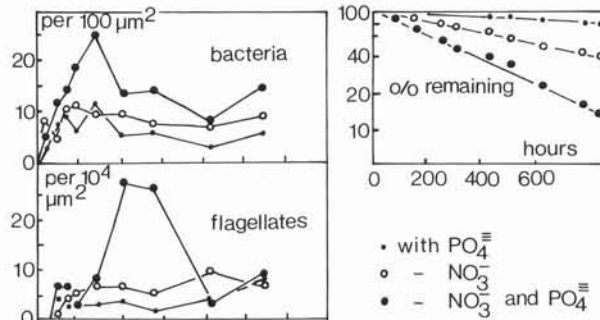 per 100 µm²
20
10
0
bacteria
per 10⁴
µm²
20
10
0
flagellates
100
40
20
10
o/o remaining
hours
0
200
400
600
• with PO₄≡
o – NO₃–
● – NO₃– and PO₄≡